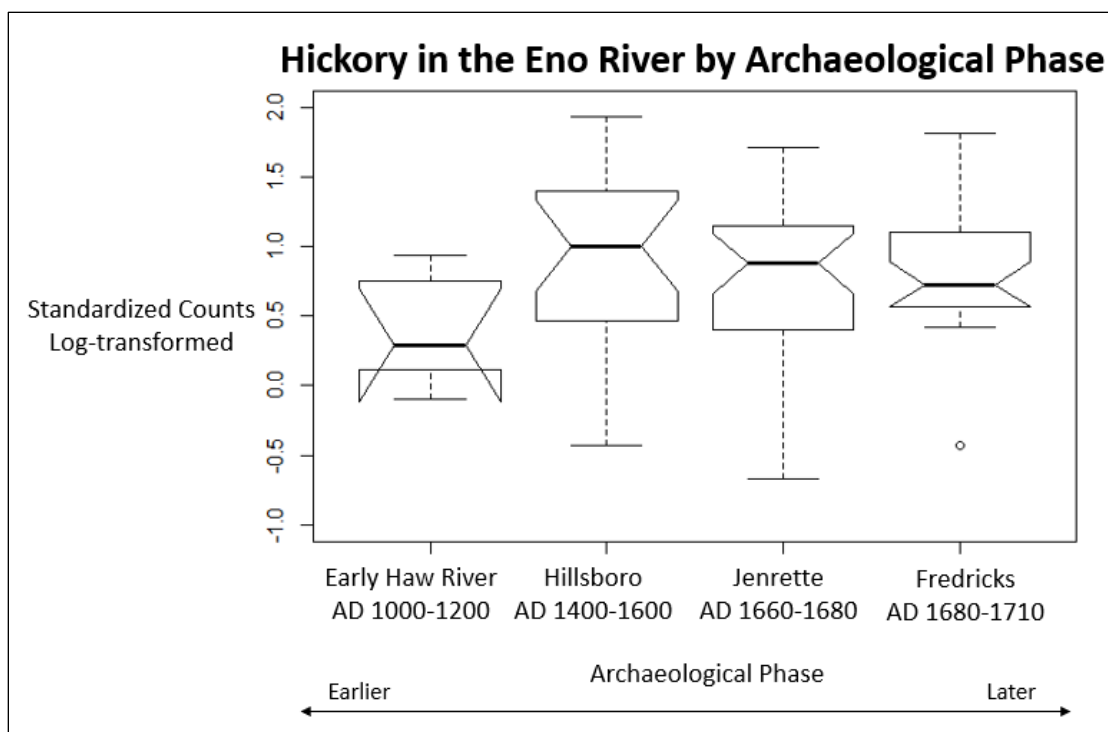 Hickory in the Eno River by Archaeological Phase
2.0
1.5
1.0
0.5
0.0
-0.5
-1.0
Standardized Counts
Log-transformed
Early Haw River
AD 1000-1200
Hillsboro
AD 1400-1600
Jenrette
AD 1660-1680
Fredricks
AD 1680-1710
Archaeological Phase
Earlier
Later